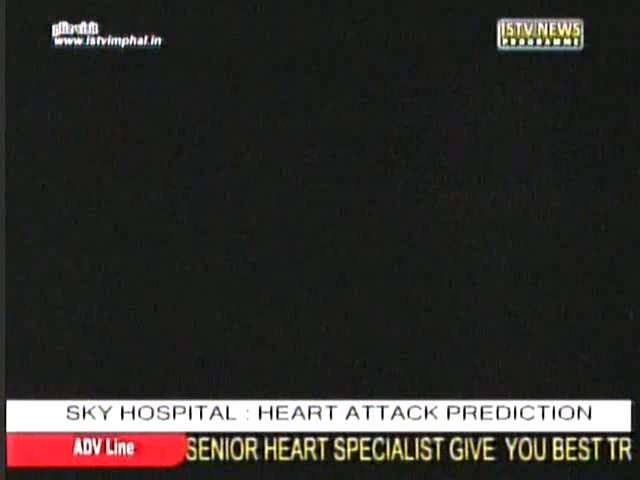 www.istvimphal.in
ISTV NEWS
PROGRAMME
SKY HOSPITAL : HEART ATTACK PREDICTION
ADV Line
SENIOR HEART SPECIALIST GIVE YOU BEST TR